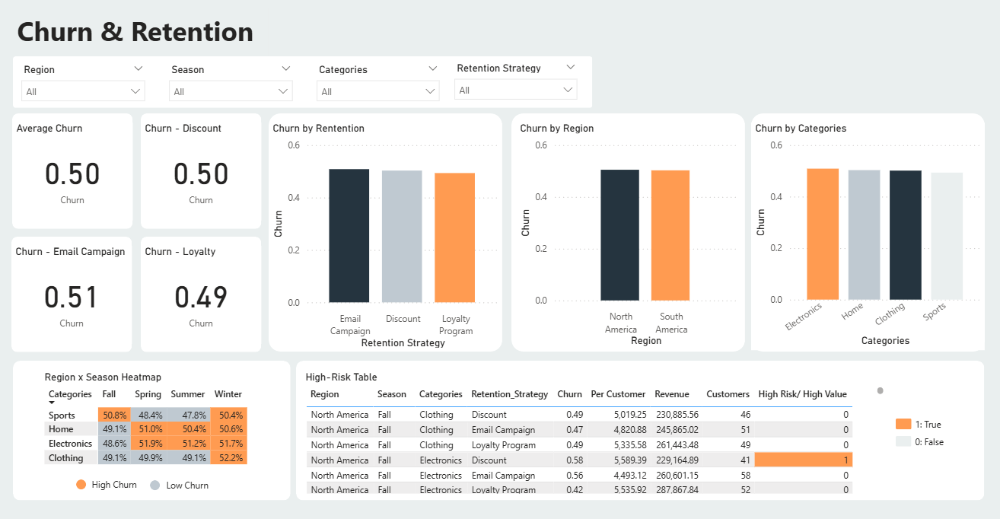 Churn & Retention
Region Season Categories Retention Strategy
All All All All
Average Churn
0.50
Churn
Churn - Discount
0.50
Churn
Churn - Email Campaign
0.51
Churn
Churn - Loyalty
0.49
Churn
Churn by Rentention
0.6
0.4
0.2
0.0
Churn
Email Campaign
Discount
Loyalty Program
Retention Strategy
Churn by Region
0.6
0.4
0.2
0.0
Churn
North America
South America
Region
Churn by Categories
0.6
0.4
0.2
0.0
Churn
Electronics
Home
Clothing
Sports
Categories
Region x Season Heatmap
Categories Fall Spring Summer Winter
Sports 50.8% 48.4% 47.8% 50.4%
Home 49.1% 51.0% 50.4% 50.6%
Electronics 48.6% 51.9% 51.2% 51.7%
Clothing 49.1% 49.9% 49.1% 52.2%
High Churn Low Churn
High-Risk Table
Region Season Categories Retention_Strategy Churn Per Customer Revenue Customers High Risk/ High Value
North America Fall Clothing Discount 0.49 5,019.25 230,885.56 46 0
North America Fall Clothing Email Campaign 0.47 4,820.88 245,865.02 51 0
North America Fall Clothing Loyalty Program 0.49 5,335.58 261,443.48 49 0
North America Fall Electronics Discount 0.58 5,589.39 229,164.89 41 1
North America Fall Electronics Email Campaign 0.56 4,493.12 260,601.15 58 0
North America Fall Electronics Loyalty Program 0.42 5,535.92 287,867.84 52 0
1: True
0: False